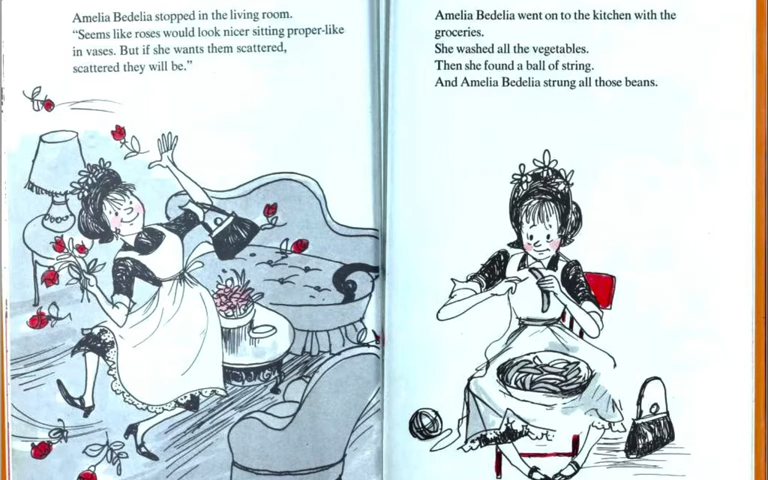 Amelia Bedelia stopped in the living room.
“Seems like roses would look nicer sitting proper-like
in vases. But if she wants them scattered,
scattered they will be.”
Amelia Bedelia went on to the kitchen with the
groceries.
She washed all the vegetables.
Then she found a ball of string.
And Amelia Bedelia strung all those beans.